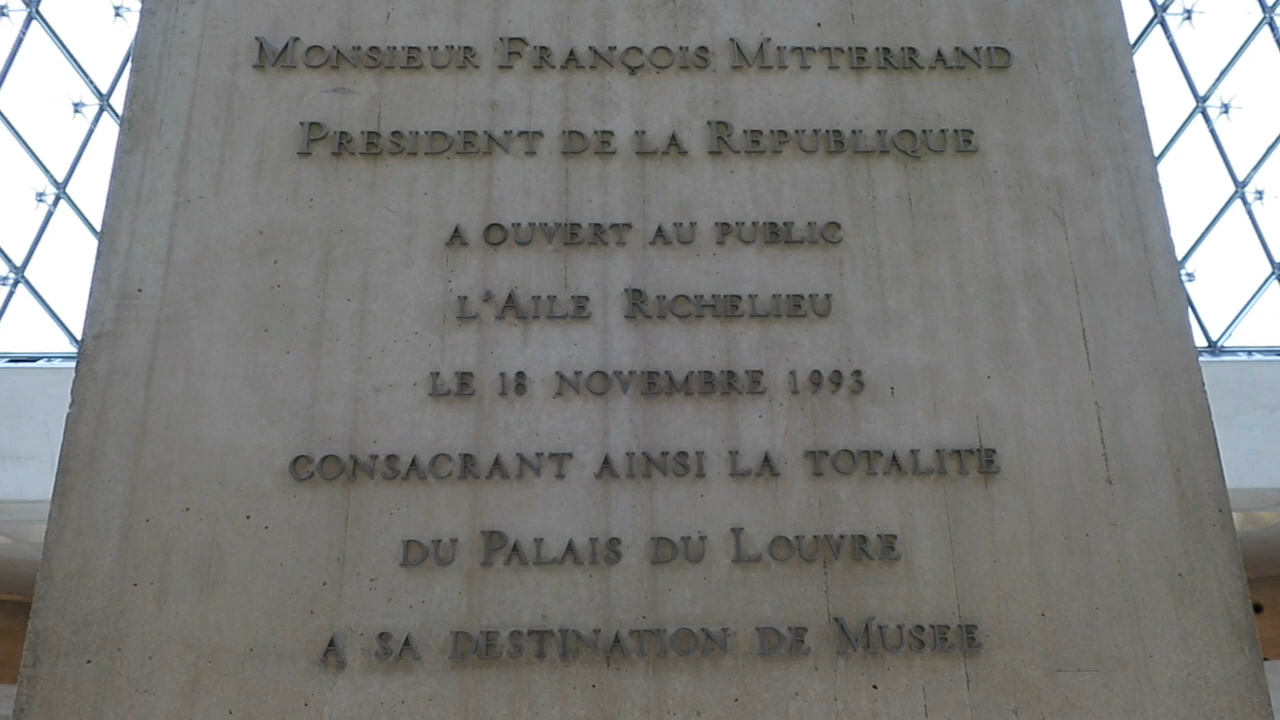 MONSIEUR FRANÇOIS MITTERRAND
PRESIDENT DE LA REPUBLIQUE
A OUVERT AU PUBLIC
L'AILE RICHELIEU
LE 18 NOVEMBRE 1993
CONSACRANT AINSI LA TOTALITE
DU PALAIS DU LOUVRE
A SA DESTINATION DE MUSEE